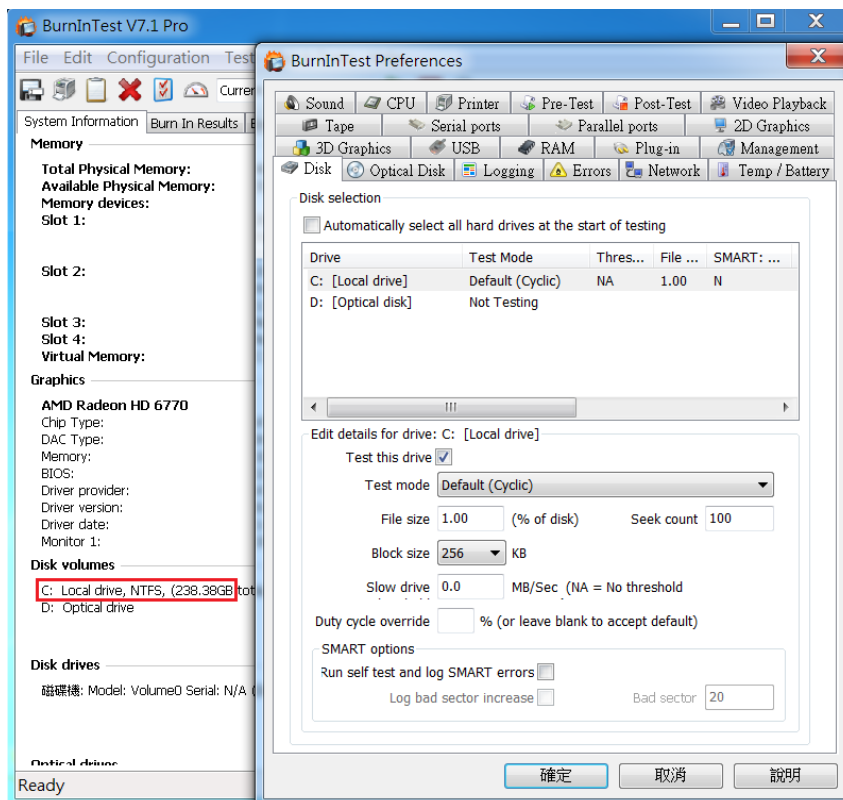 BurnInTest V7.1 Pro
File Edit Configuration Test
Curre
System Information Burn In Results
Memory
Total Physical Memory:
Available Physical Memory:
Memory devices:
Slot 1:
Slot 2:
Slot 3:
Slot 4:
Virtual Memory:
Graphics
AMD Radeon HD 6770
Chip Type:
DAC Type:
Memory:
BIOS:
Driver provider:
Driver version:
Driver date:
Monitor 1:
Disk volumes
C: Local drive, NTFS, (238.38GB tot
D: Optical drive
Disk drives
磁碟機: Model: Volume0 Serial: N/A (
Optical drives
Ready
BurnInTest Preferences
Sound CPU Printer Pre-Test Post-Test Video Playback
Tape Serial ports Parallel ports 2D Graphics
3D Graphics USB RAM Plug-in Management
Disk Optical Disk Logging Errors Network Temp / Battery
Disk selection
Automatically select all hard drives at the start of testing
Drive Test Mode Thres... File ... SMART: ...
C: [Local drive] Default (Cyclic) NA 1.00 N
D: [Optical disk] Not Testing
Edit details for drive: C: [Local drive]
Test this drive
Test mode Default (Cyclic)
File size 1.00 (% of disk) Seek count 100
Block size 256 KB
Slow drive 0.0 MB/Sec (NA = No threshold
Duty cycle override % (or leave blank to accept default)
SMART options
Run self test and log SMART errors
Log bad sector increase Bad sector 20
確定 取消 說明